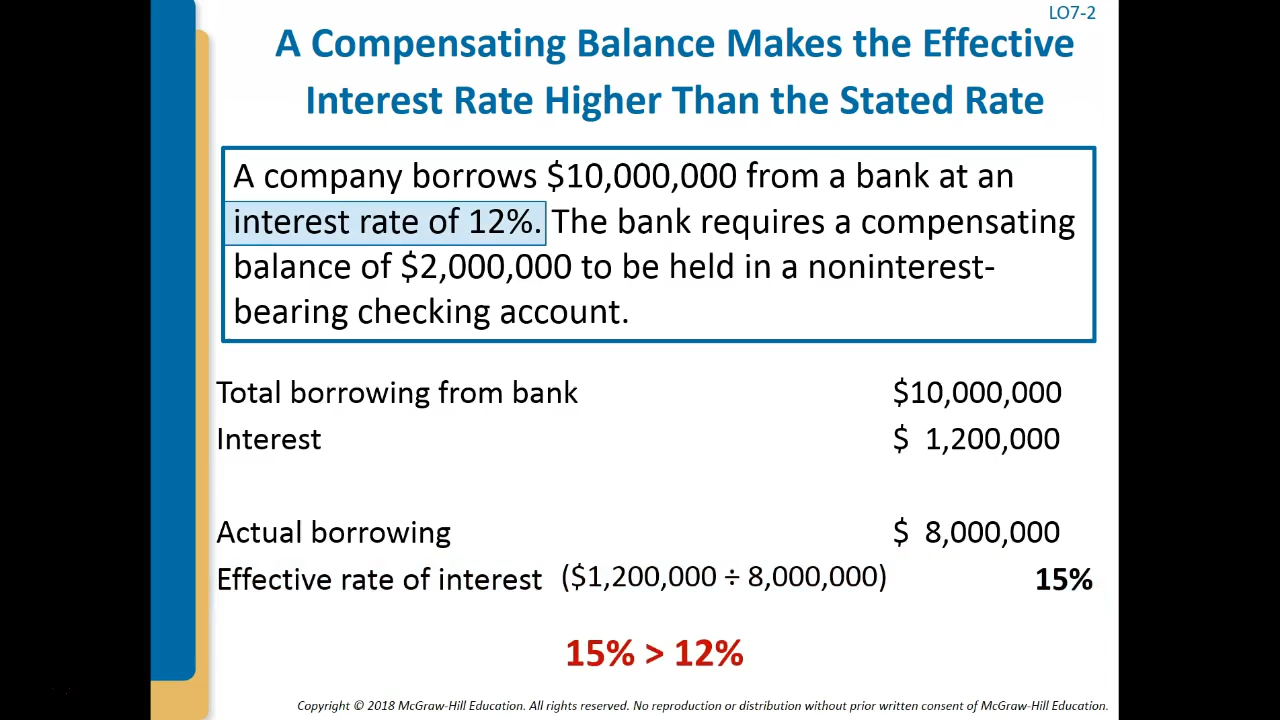 LO7-2
A Compensating Balance Makes the Effective
Interest Rate Higher Than the Stated Rate
A company borrows $10,000,000 from a bank at an
interest rate of 12%. The bank requires a compensating
balance of $2,000,000 to be held in a noninterest-
bearing checking account.
Total borrowing from bank $10,000,000
Interest $ 1,200,000
Actual borrowing $ 8,000,000
Effective rate of interest ($1,200,000 ÷ 8,000,000) 15%
15% > 12%
Copyright © 2018 McGraw-Hill Education. All rights reserved. No reproduction or distribution without prior written consent of McGraw-Hill Education.